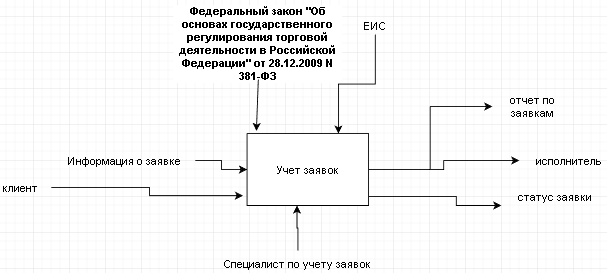 Федеральный закон "Об
основах государственного
регулирования торговой
деятельности в Российской
Федерации" от 28.12.2009 N
381-ФЗ
ЕИС
отчет по
заявкам
Информация о заявке
Учет заявок
исполнитель
клиент
статус заявки
Специалист по учету заявок